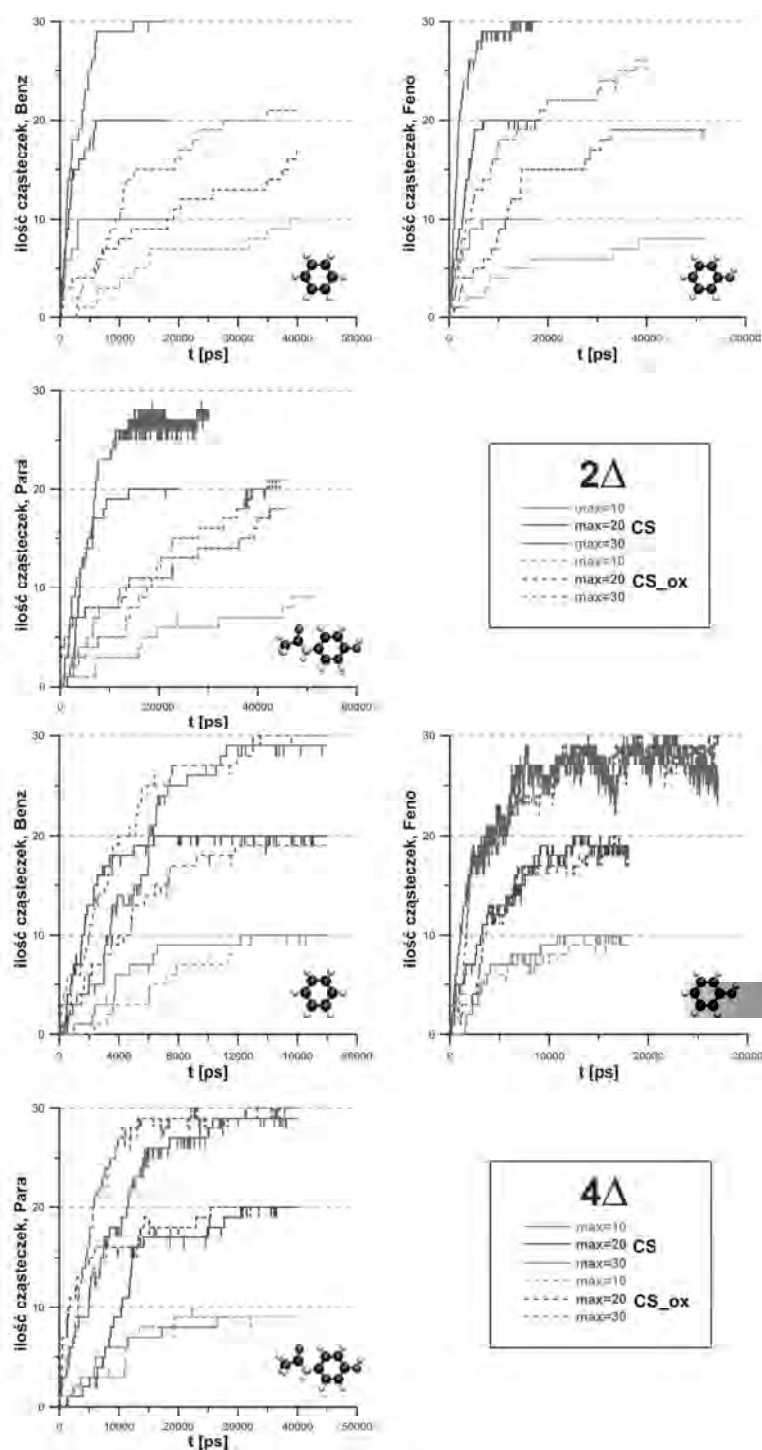 ilość cząsteczek, Benz
30
20
10
0
0 10000 20000 30000 40000 50000
t [ps]
ilość cząsteczek, Feno
30
20
10
0
0 20000 40000 60000
t [ps]
ilość cząsteczek, Para
30
20
10
0
0 20000 40000 60000
t [ps]
2Δ
max=10
max=20 CS
max=30
max=10
max=20 CS_ox
max=30
ilość cząsteczek, Benz
30
20
10
0
0 4000 8000 12000 16000 20000
t [ps]
ilość cząsteczek, Feno
30
20
10
0
0 10000 20000 30000
t [ps]
ilość cząsteczek, Para
30
20
10
0
0 10000 20000 30000 40000 50000
t [ps]
4Δ
max=10
max=20 CS
max=30
max=10
max=20 CS_ox
max=30